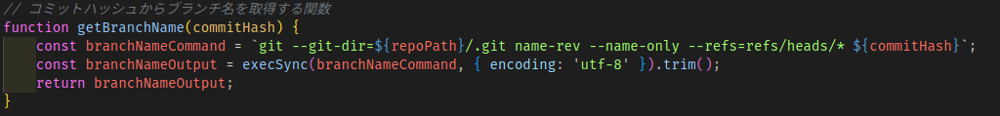 // コミットハッシュからブランチ名を取得する関数
function getBranchName(commitHash) {
    const branchNameCommand = `git --git-dir=${repoPath}/.git name-rev --name-only --refs=refs/heads/* ${commitHash}`;
    const branchNameOutput = execSync(branchNameCommand, { encoding: 'utf-8' }).trim();
    return branchNameOutput;
}